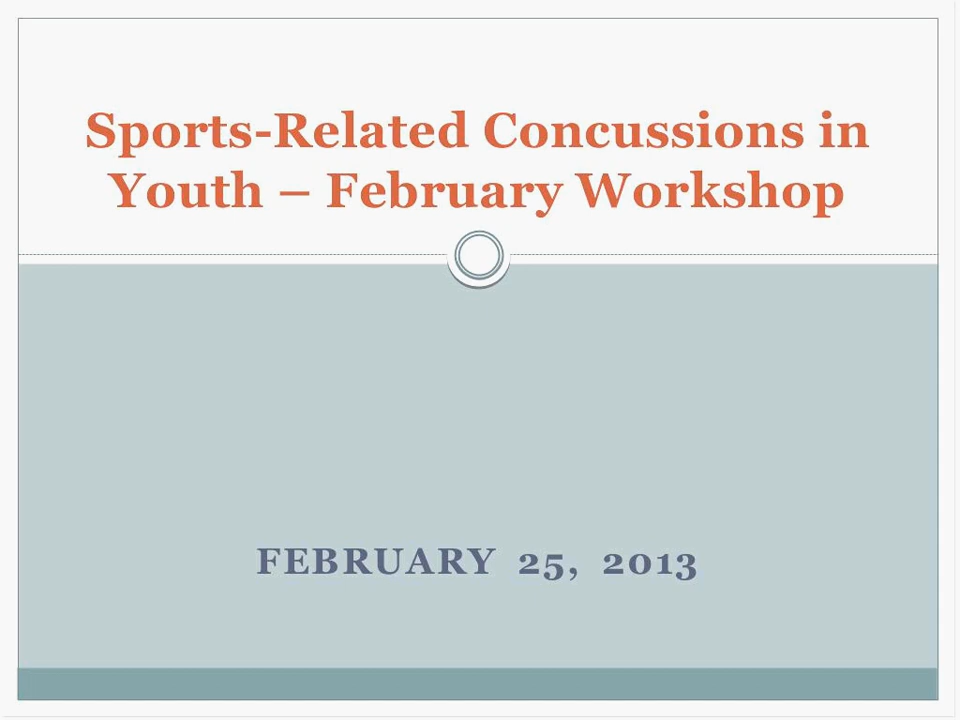 Sports-Related Concussions in
Youth – February Workshop
FEBRUARY 25, 2013